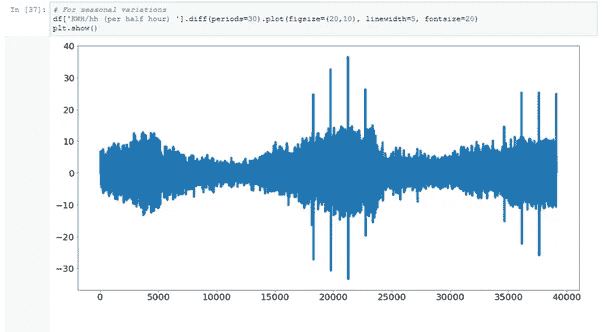 In [37]: # For seasonal variations
df['KWH/hh (per half hour) '].diff(periods=30).plot(figsize=(20,10), linewidth=5, fontsize=20)
plt.show()
40
30
20
10
0
−10
−20
−30
0 5000 10000 15000 20000 25000 30000 35000 40000